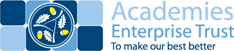 Academies
Enterprise Trust
To make our best better